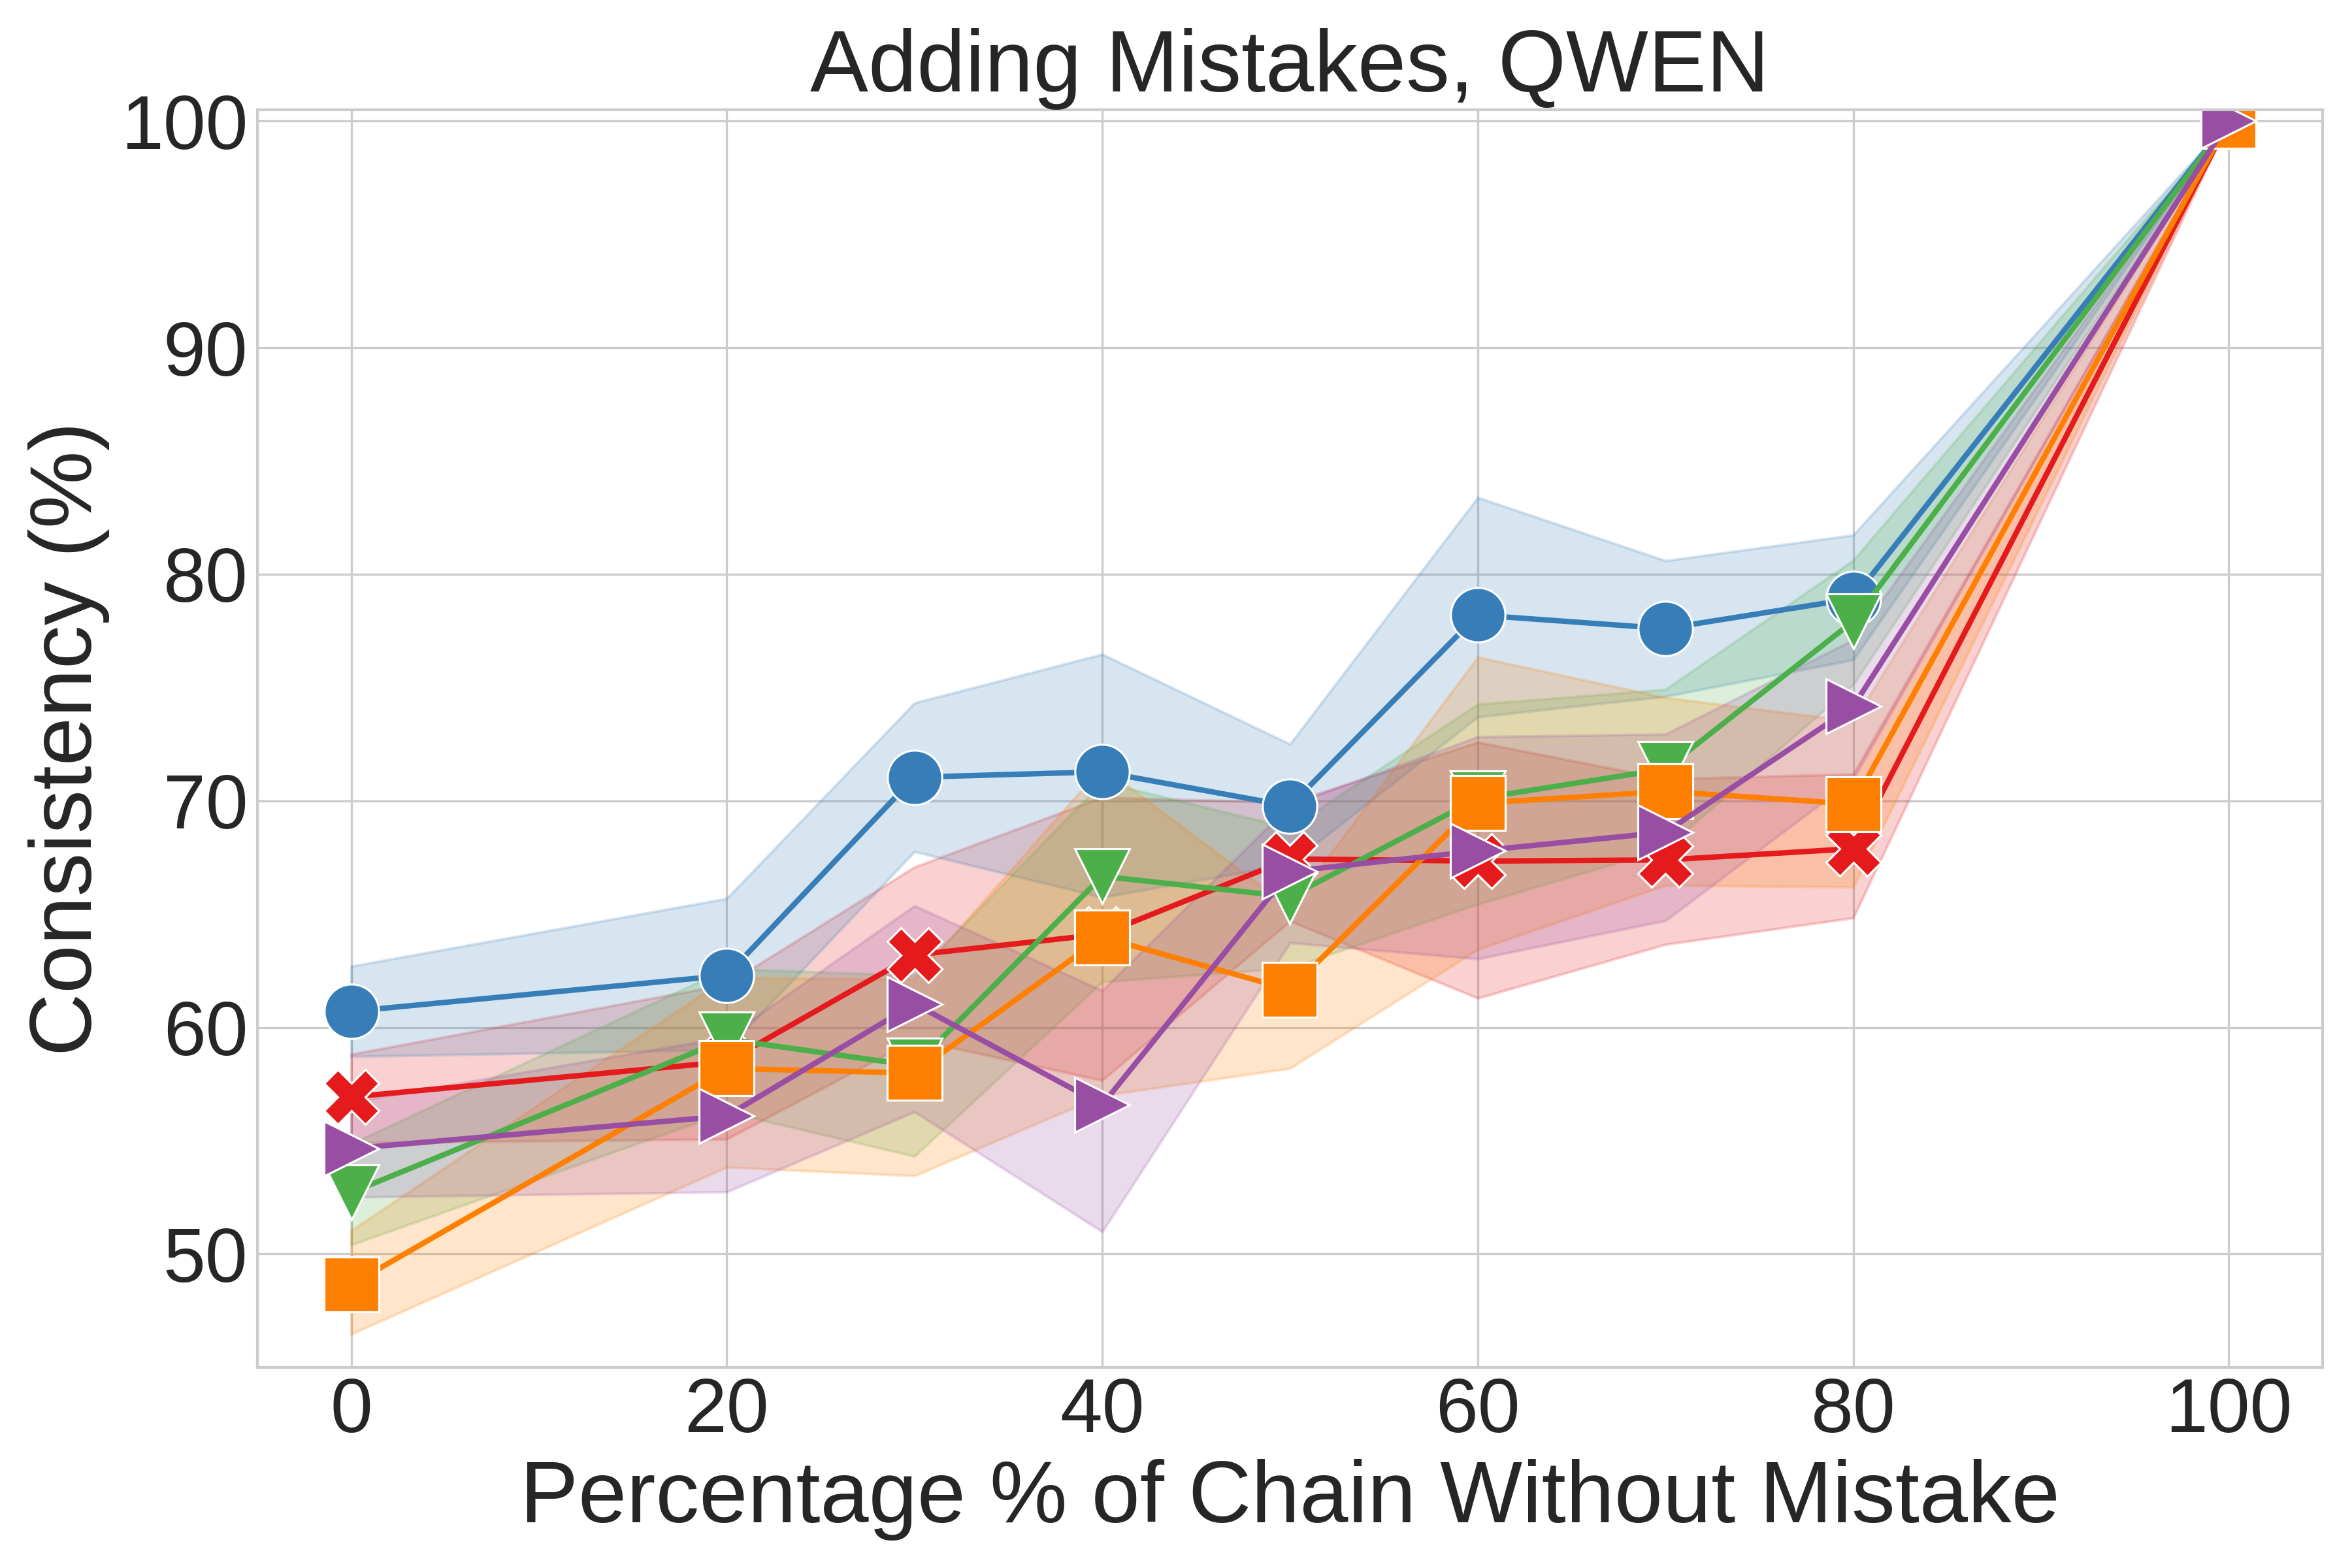 Adding Mistakes, QWEN
Consistency (%)
100
90
80
70
60
50
0 20 40 60 80 100
Percentage % of Chain Without Mistake